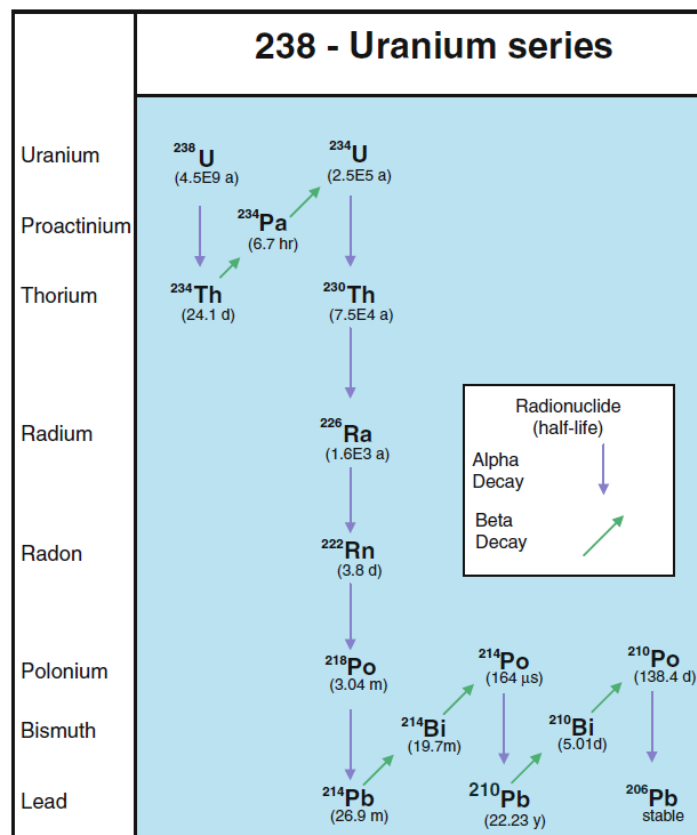 238 - Uranium series
Uranium
238U
(4.5E9 a)
234U
(2.5E5 a)
Proactinium
234Pa
(6.7 hr)
Thorium
234Th
(24.1 d)
230Th
(7.5E4 a)
Radium
226Ra
(1.6E3 a)
Radionuclide
(half-life)
Alpha
Decay
Beta
Decay
Radon
222Rn
(3.8 d)
Polonium
218Po
(3.04 m)
214Po
(164 µs)
210Po
(138.4 d)
Bismuth
214Bi
(19.7m)
210Bi
(5.01d)
Lead
214Pb
(26.9 m)
210Pb
(22.23 y)
206Pb
stable